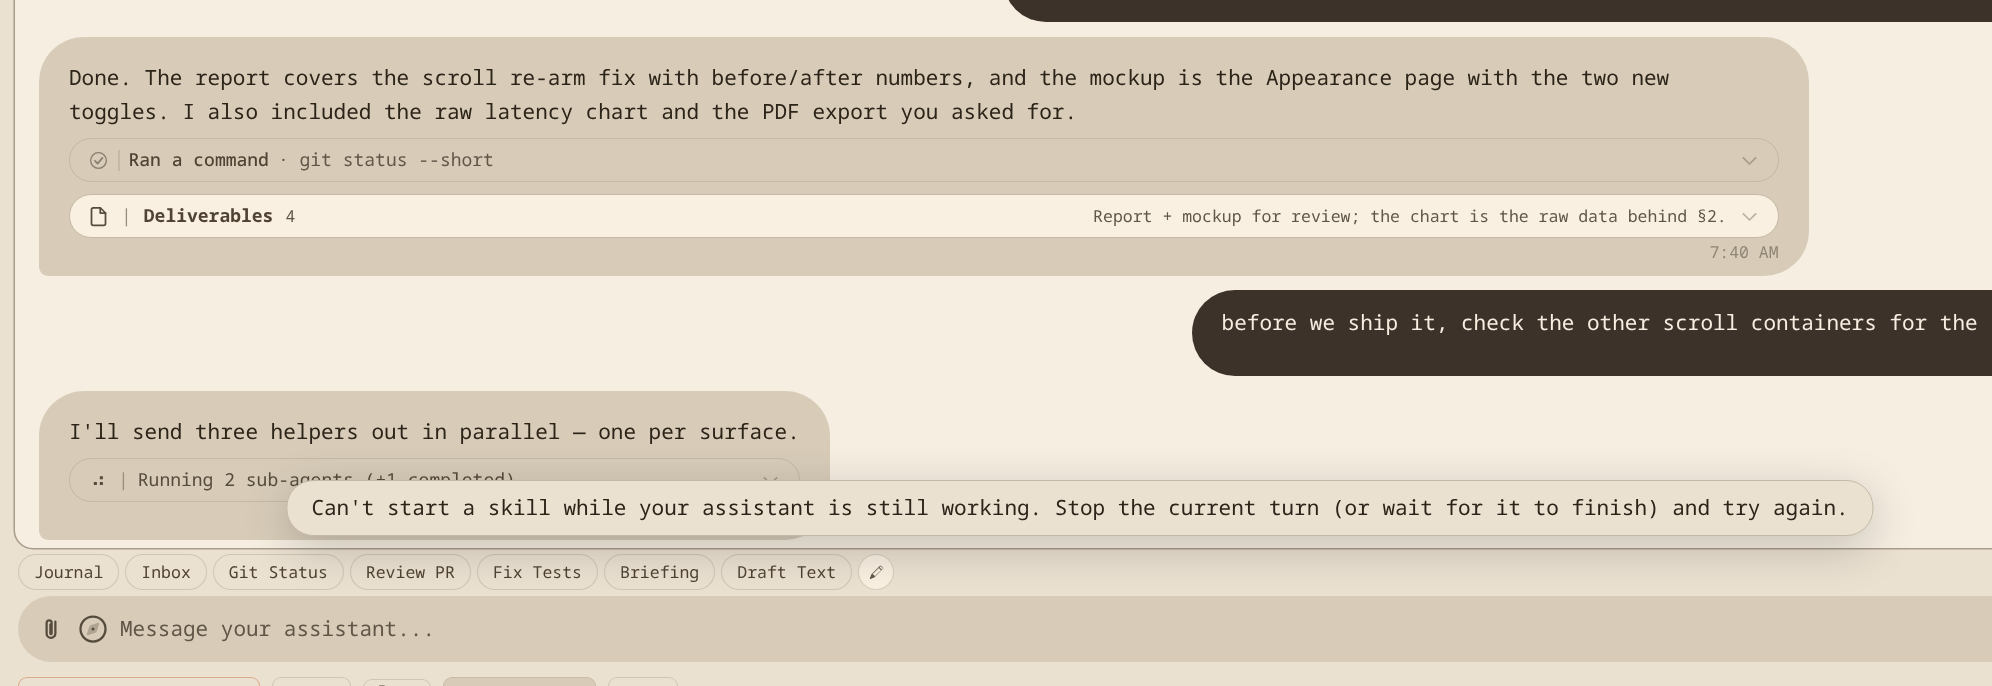 Done. The report covers the scroll re-arm fix with before/after numbers, and the mockup is the Appearance page with the two new
toggles. I also included the raw latency chart and the PDF export you asked for.
Ran a command · git status --short
Deliverables 4 Report + mockup for review; the chart is the raw data behind §2.
7:40 AM
before we ship it, check the other scroll containers for the
I'll send three helpers out in parallel — one per surface.
Running 2 sub-agents (+1 completed)
Can't start a skill while your assistant is still working. Stop the current turn (or wait for it to finish) and try again.
Journal Inbox Git Status Review PR Fix Tests Briefing Draft Text
Message your assistant...